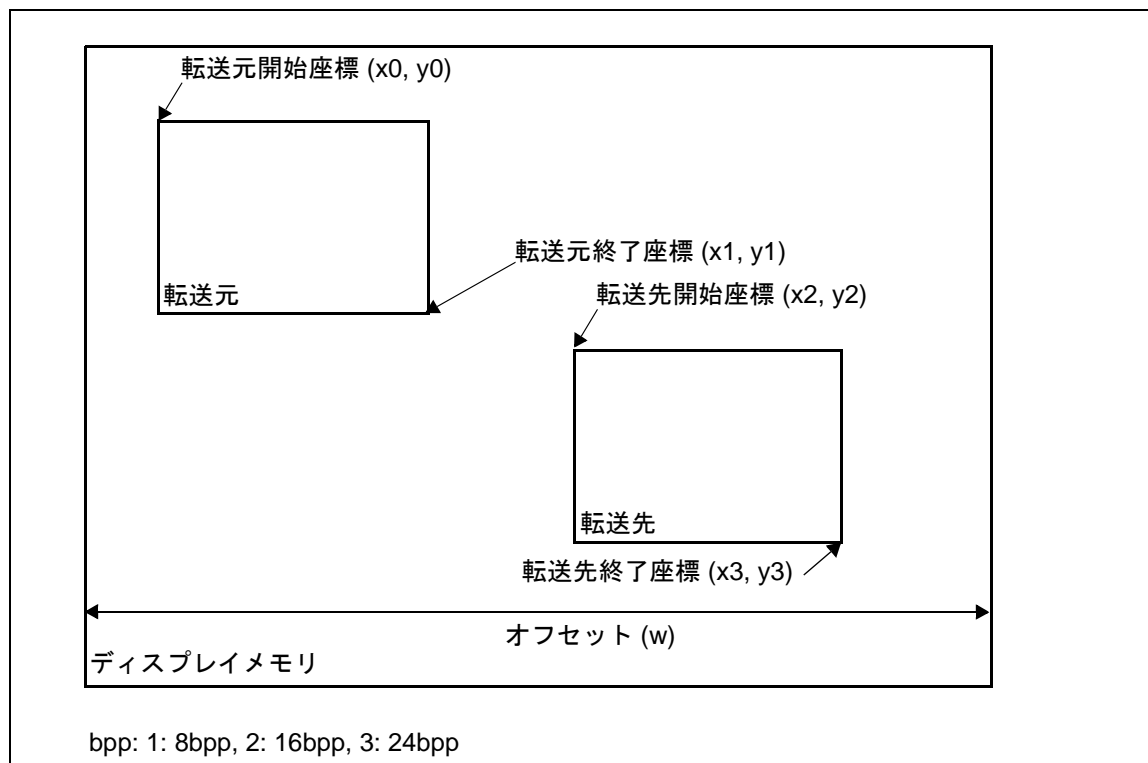 転送元開始座標 (x0, y0)
転送元終了座標 (x1, y1)
転送元
転送先開始座標 (x2, y2)
転送先
転送先終了座標 (x3, y3)
オフセット (w)
ディスプレイメモリ
bpp: 1: 8bpp, 2: 16bpp, 3: 24bpp